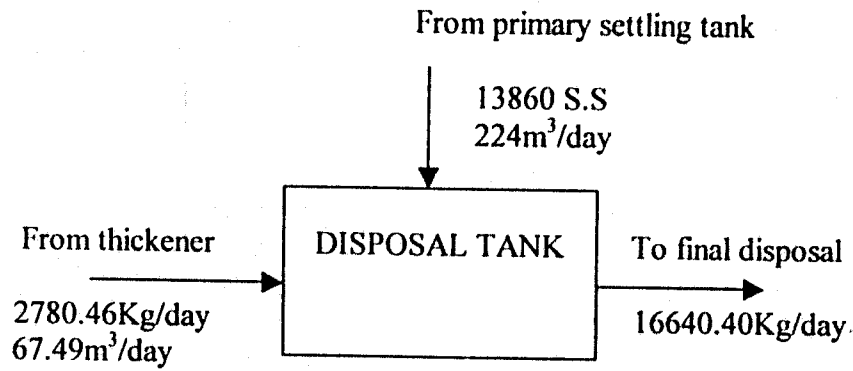 From primary settling tank
13860 S.S
224m³/day
From thickener
DISPOSAL TANK
To final disposal
2780.46Kg/day
67.49m³/day
16640.40Kg/day.